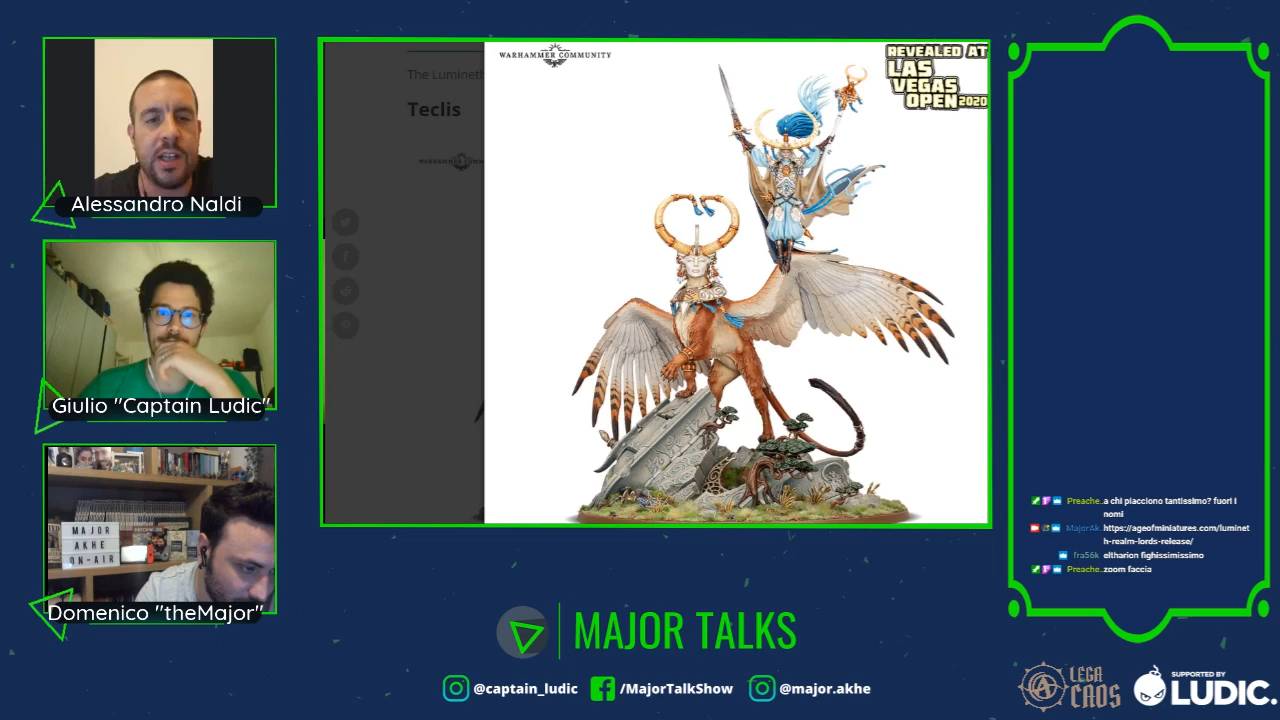 Alessandro Naldi
Giulio "Captain Ludic"
MAJOR
AKHE
ON-AIR
Domenico "theMajor"
The Lumineth
Teclis
WARHAMMER COMMUNITY
WARHAMMER COMMUNITY
REVEALED AT
LAS
VEGAS
OPEN 2020
Preache..a chi piacciono tantissimo? fuori i
nomi
MajorAk https://ageofminiatures.com/luminet
h-realm-lords-release/
fra56k eltharion fighissimissimo
Preache..zoom faccia
MAJOR TALKS
@captain_ludic
/MajorTalkShow
@major.akhe
LEGA
CAOS
SUPPORTED BY
LUDIC.